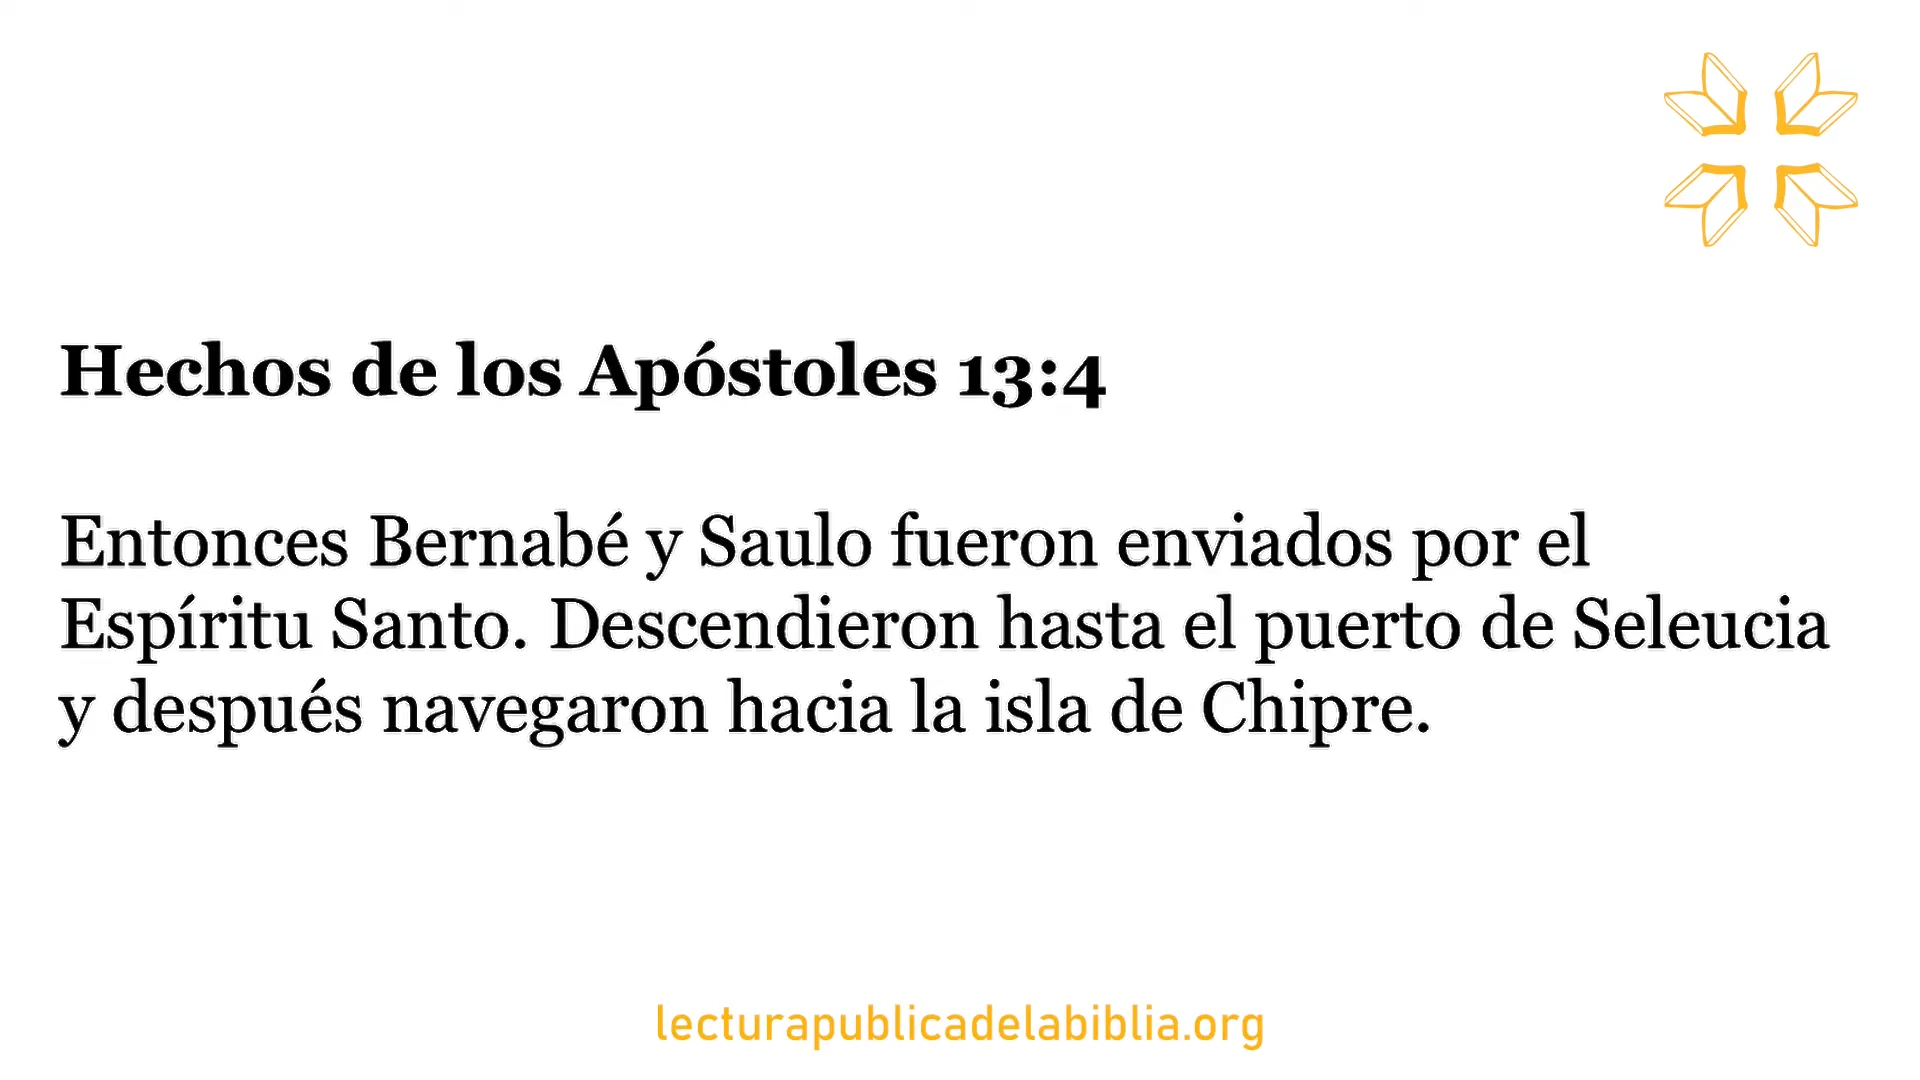 Hechos de los Apóstoles 13:4
Entonces Bernabé y Saulo fueron enviados por el
Espíritu Santo. Descendieron hasta el puerto de Seleucia
y después navegaron hacia la isla de Chipre.
lecturapublicadelabiblia.org